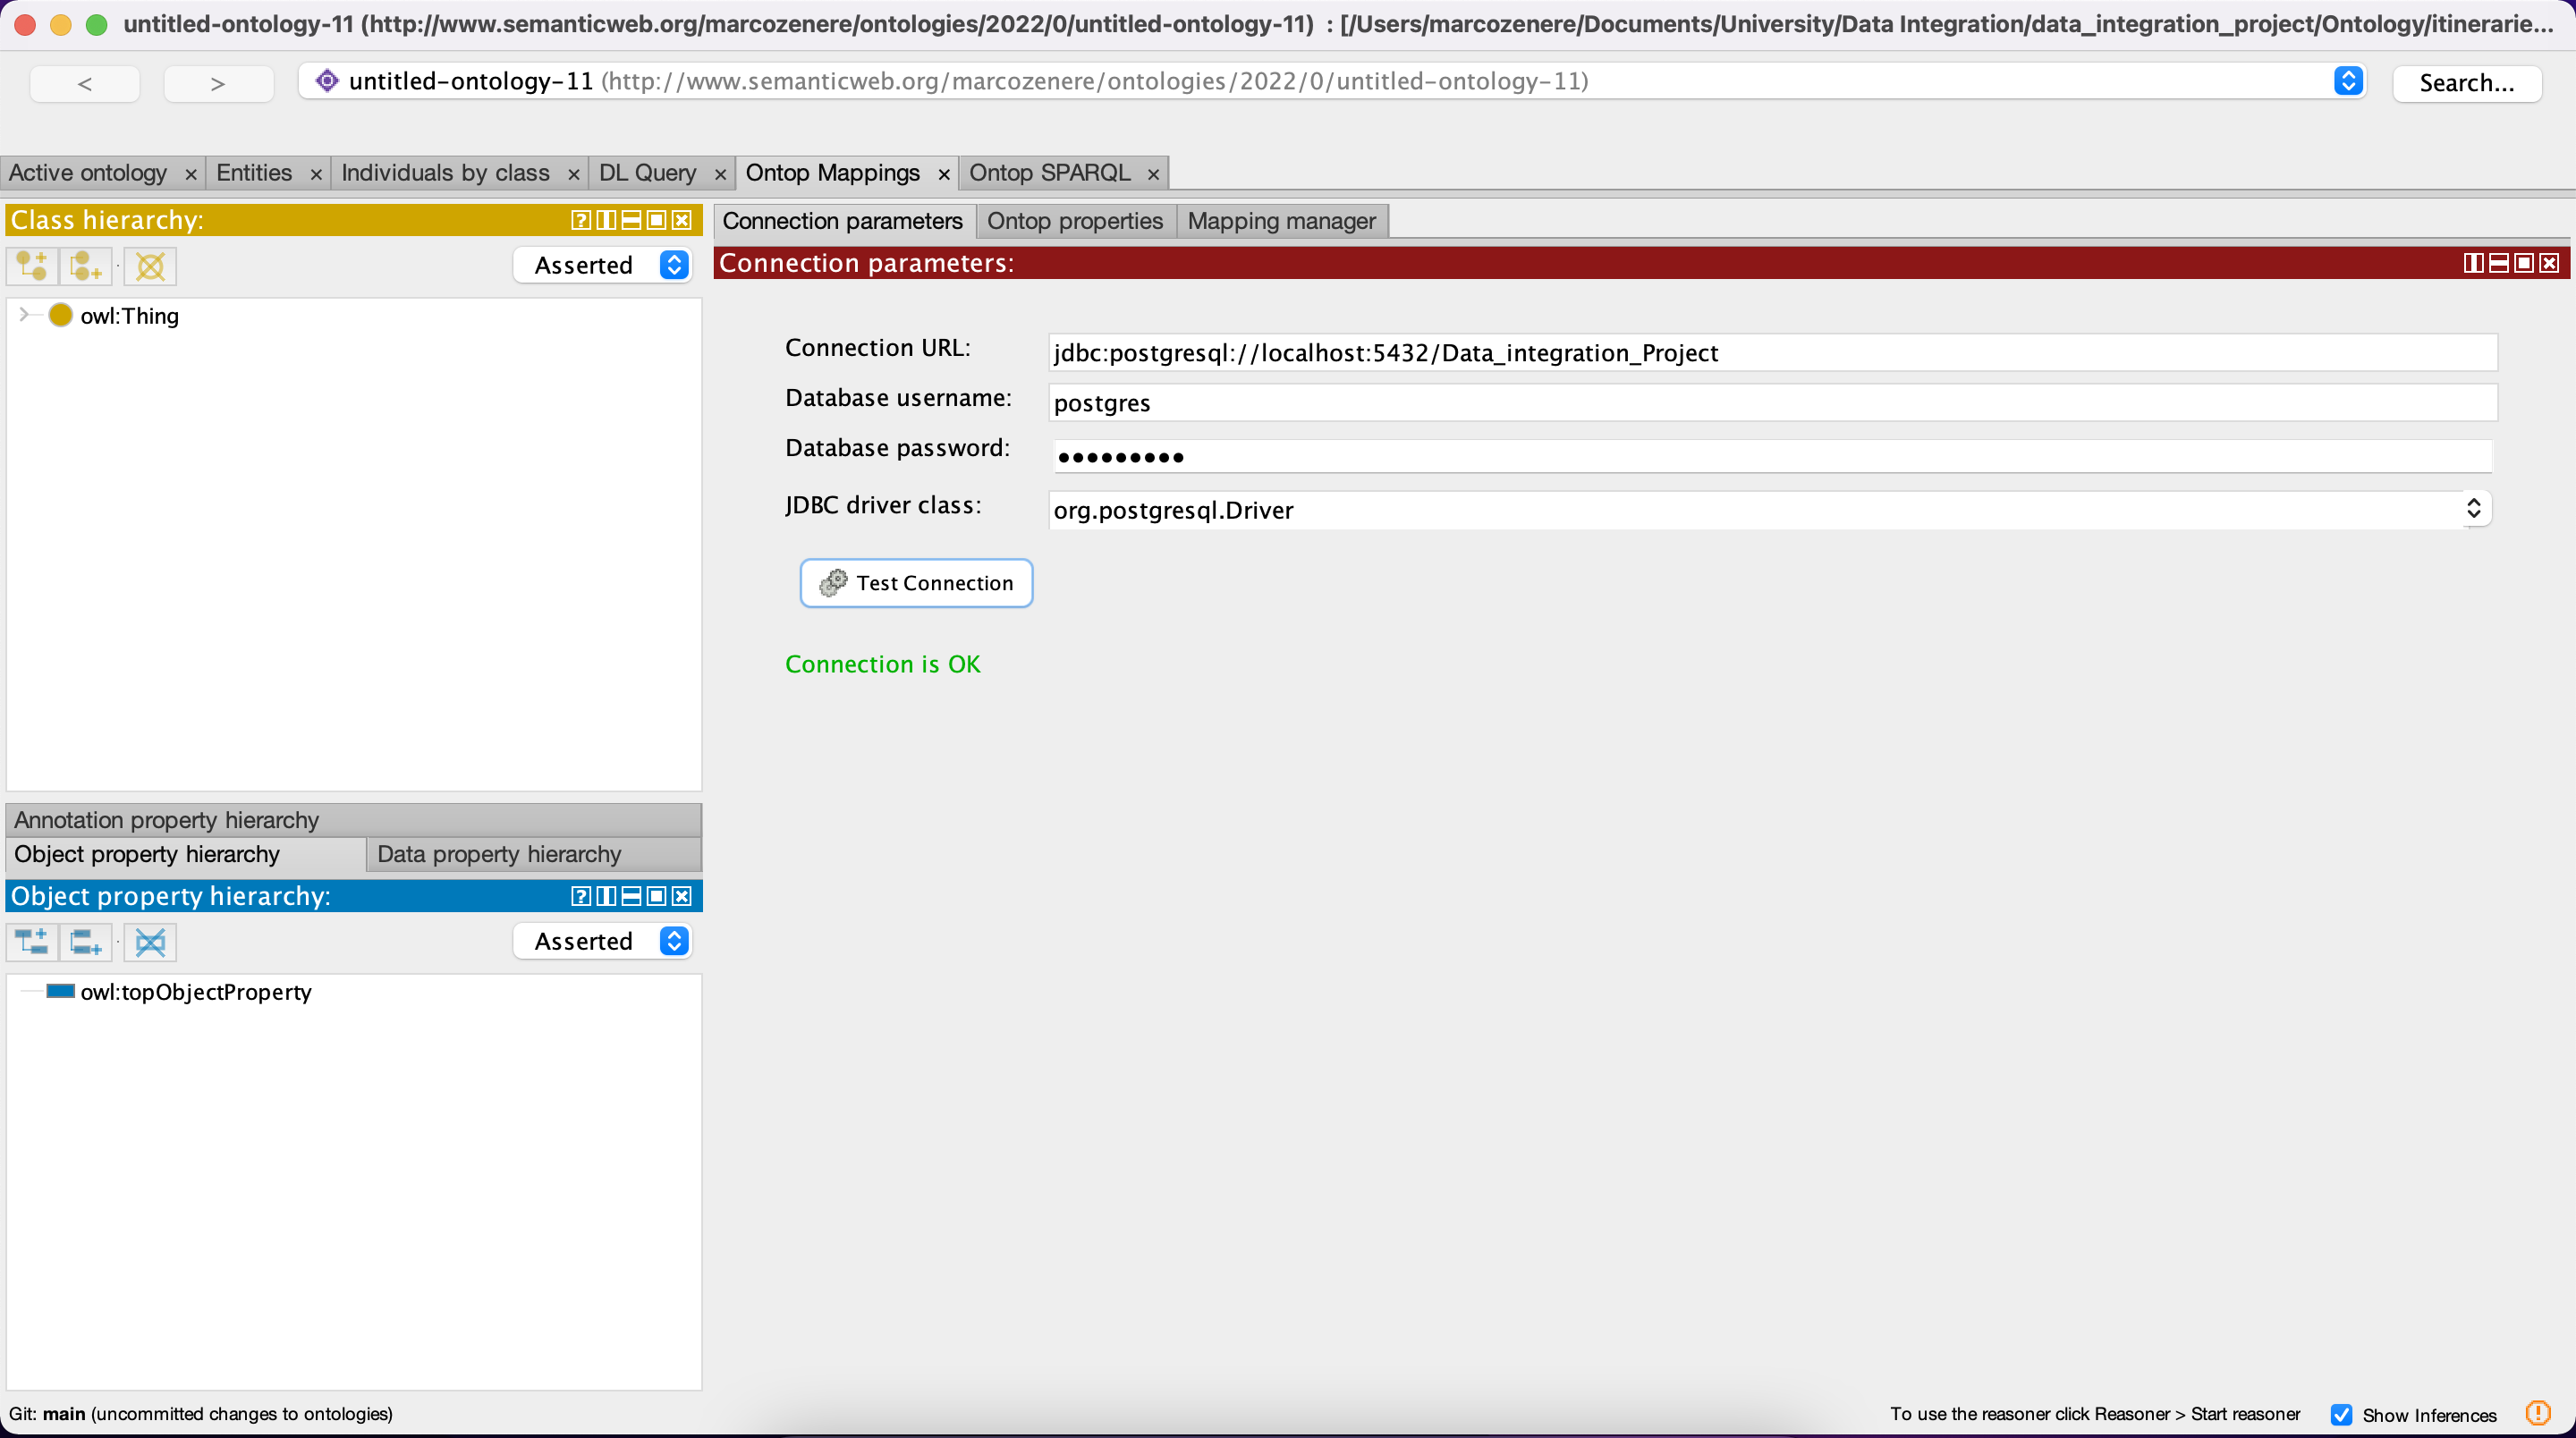 untitled-ontology-11 (http://www.semanticweb.org/marcozenere/ontologies/2022/0/untitled-ontology-11) : [/Users/marcozenere/Documents/University/Data Integration/data_integration_project/Ontology/itinerarie...
< > untitled-ontology-11 (http://www.semanticweb.org/marcozenere/ontologies/2022/0/untitled-ontology-11) Search...
Active ontology × Entities × Individuals by class × DL Query × Ontop Mappings × Ontop SPARQL ×
Class hierarchy:
Asserted
owl:Thing
Annotation property hierarchy
Object property hierarchy Data property hierarchy
Object property hierarchy:
Asserted
owl:topObjectProperty
Connection parameters Ontop properties Mapping manager
Connection parameters:
Connection URL: jdbc:postgresql://localhost:5432/Data_integration_Project
Database username: postgres
Database password: •••••••••
JDBC driver class: org.postgresql.Driver
Test Connection
Connection is OK
Git: main (uncommitted changes to ontologies)
To use the reasoner click Reasoner > Start reasoner Show Inferences